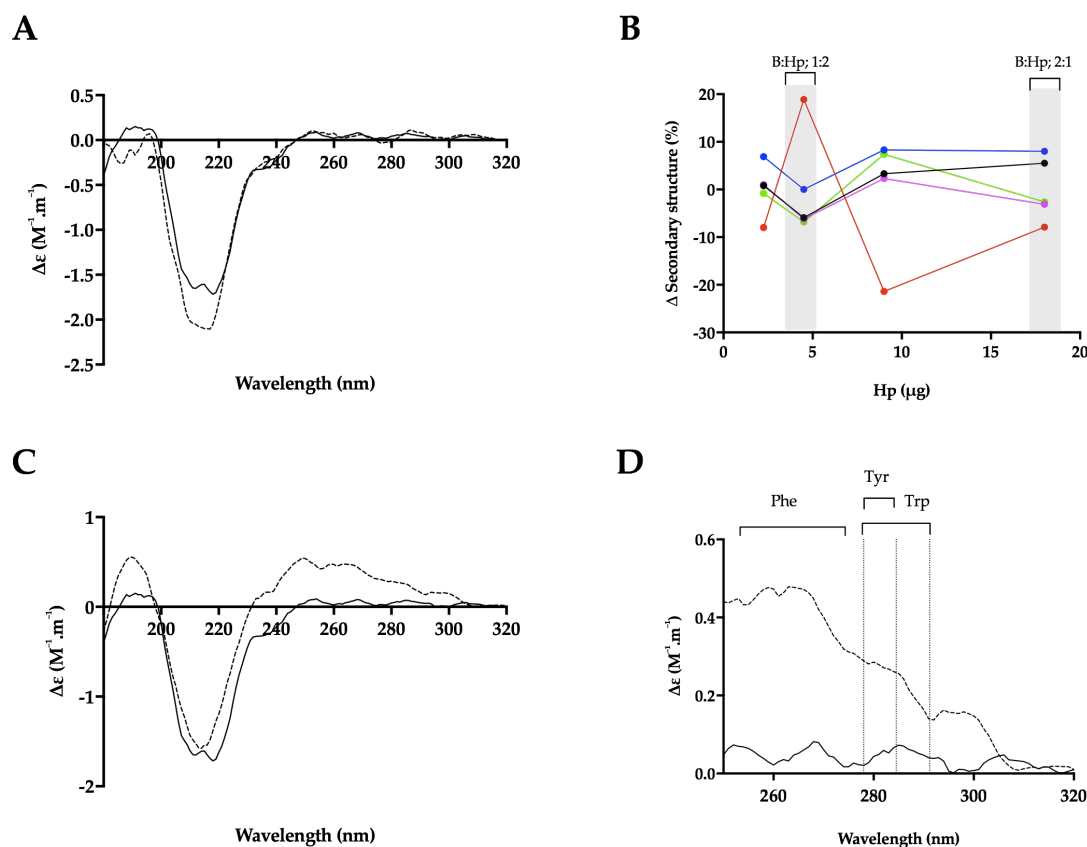 A
0.5
0.0
-0.5
-1.0
-1.5
-2.0
-2.5
200 220 240 260 280 300 320
Δε (M⁻¹.m⁻¹)
Wavelength (nm)
B
B:Hp; 1:2
B:Hp; 2:1
20
10
0
-10
-20
-30
0 5 10 15 20
Δ Secondary structure (%)
Hp (µg)
C
1
0
-1
-2
200 220 240 260 280 300 320
Δε (M⁻¹.m⁻¹)
Wavelength (nm)
D
Tyr
Phe
Trp
0.6
0.4
0.2
0.0
260 280 300 320
Δε (M⁻¹.m⁻¹)
Wavelength (nm)